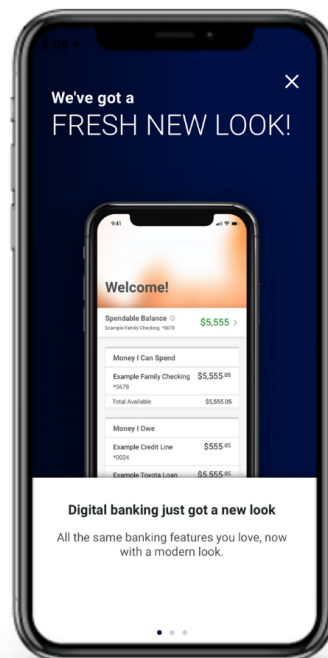 We've got a
FRESH NEW LOOK!
9:41
Welcome!
Spendable Balance
Example Family Checking *5678
$5,555 >
Money I Can Spend
Example Family Checking $5,555.05
*5678
Total Available $5,555.05
Money I Owe
Example Credit Line $555.05
*0024
Example Toyota Loan $5,555.05
Digital banking just got a new look
All the same banking features you love, now
with a modern look.